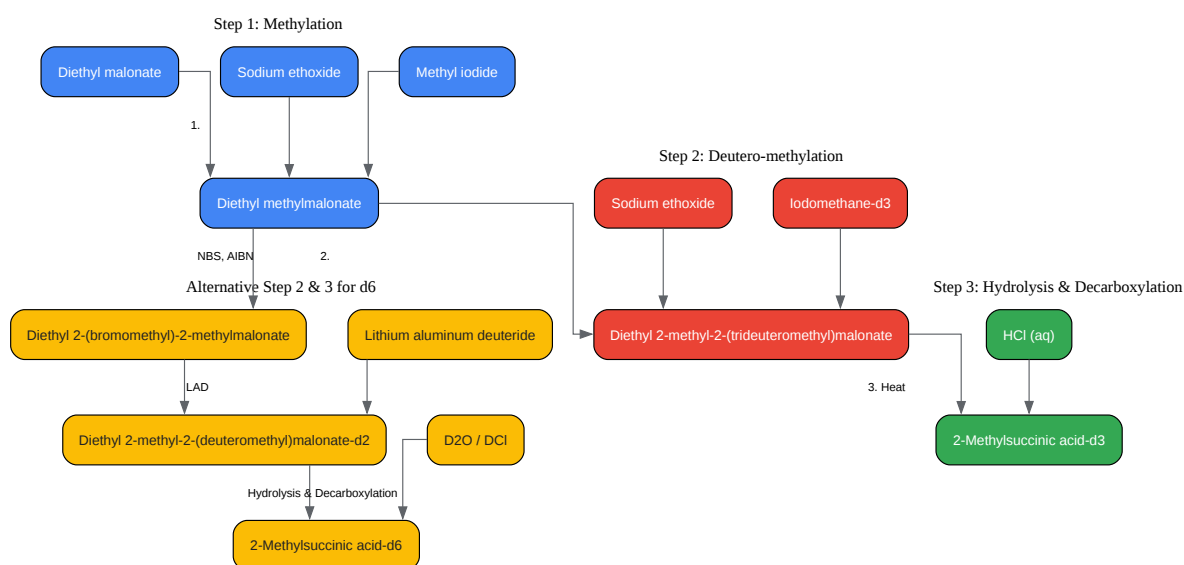 Step 1: Methylation
Diethyl malonate
Sodium ethoxide
Methyl iodide
1.
Step 2: Deutero-methylation
Diethyl methylmalonate
Sodium ethoxide
Iodomethane-d3
NBS, AIBN
2.
Alternative Step 2 & 3 for d6
Step 3: Hydrolysis & Decarboxylation
Diethyl 2-(bromomethyl)-2-methylmalonate
Lithium aluminum deuteride
Diethyl 2-methyl-2-(trideuteromethyl)malonate
HCl (aq)
LAD
3. Heat
Diethyl 2-methyl-2-(deuteromethyl)malonate-d2
D2O / DCl
2-Methylsuccinic acid-d3
Hydrolysis & Decarboxylation
2-Methylsuccinic acid-d6